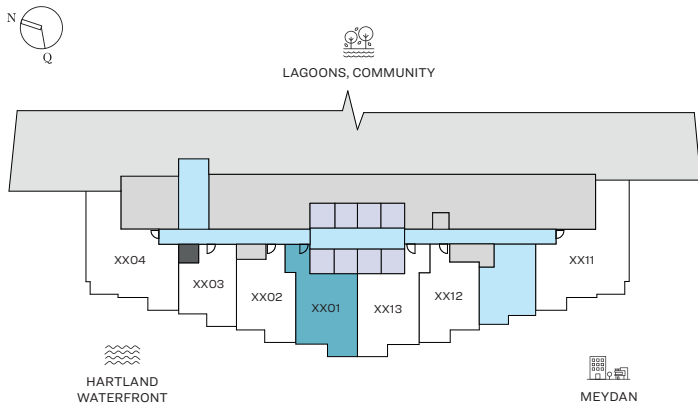 N
Q
LAGOONS, COMMUNITY
XX04
XX03
XX02
XX01
XX13
XX12
XX11
HARTLAND
WATERFRONT
MEYDAN